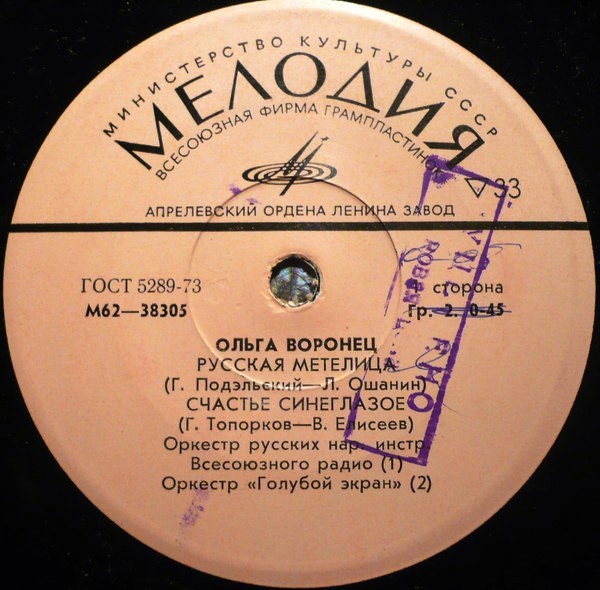 МИНИСТЕРСТВО КУЛЬТУРЫ СССР
МЕЛОДИЯ
ВСЕСОЮЗНАЯ ФИРМА ГРАМПЛАСТИНОК
33
АПРЕЛЕВСКИЙ ОРДЕНА ЛЕНИНА ЗАВОД
ГОСТ 5289-73
М62—38305
1 сторона
Гр. 2. 0-45
ОЛЬГА ВОРОНЕЦ
РУССКАЯ МЕТЕЛИЦА
(Г. Подэльский—Л. Ошанин)
СЧАСТЬЕ СИНЕГЛАЗОЕ
(Г. Топорков—В. Елисеев)
Оркестр русских нар. инстр.
Всесоюзного радио (1)
Оркестр «Голубой экран» (2)